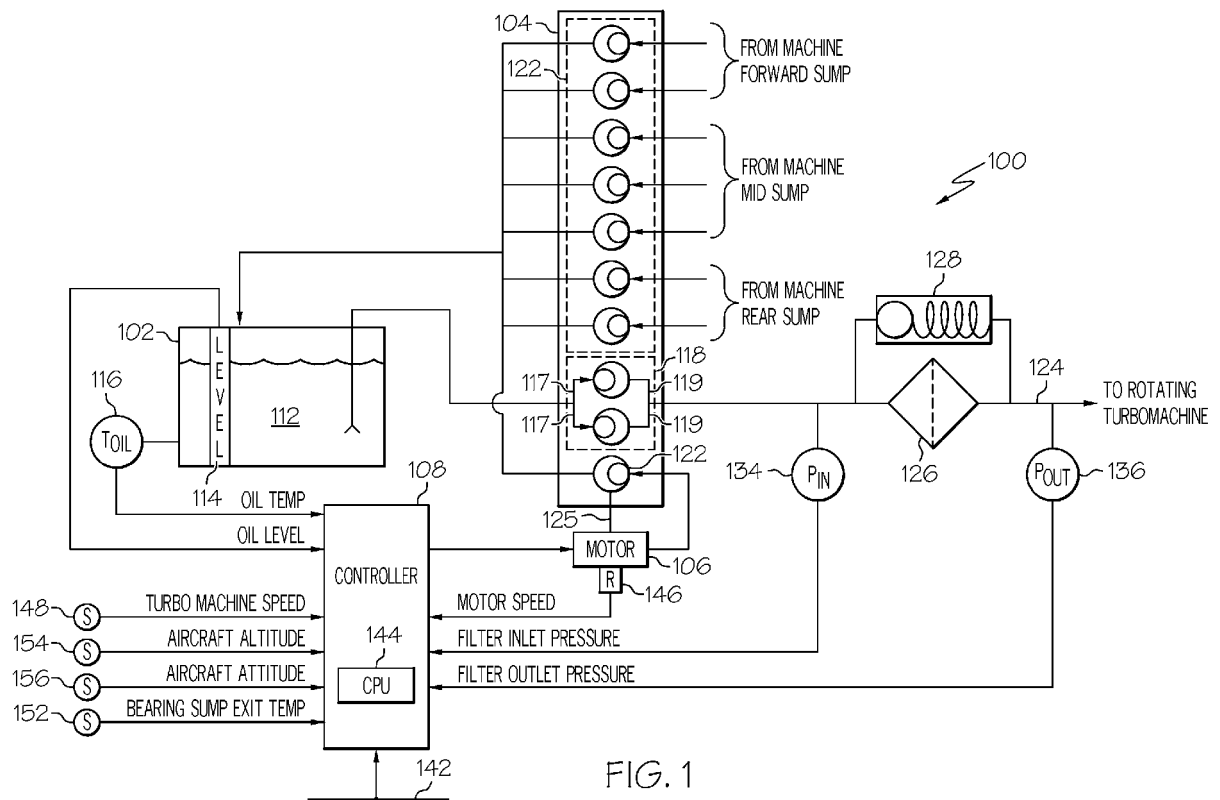 104
122
FROM MACHINE
FORWARD SUMP
FROM MACHINE
MID SUMP
100
FROM MACHINE
REAR SUMP
128
102
LEVEL
118
116
117
119
124
TO ROTATING
TURBOMACHINE
TOIL
112
117
119
126
114
108
122
134
PIN
POUT
136
OIL TEMP
125
OIL LEVEL
MOTOR
106
CONTROLLER
R
146
148
S
TURBO MACHINE SPEED
MOTOR SPEED
154
S
AIRCRAFT ALTITUDE
144
FILTER INLET PRESSURE
156
S
AIRCRAFT ATTITUDE
CPU
FILTER OUTLET PRESSURE
152
S
BEARING SUMP EXIT TEMP
FIG. 1
142